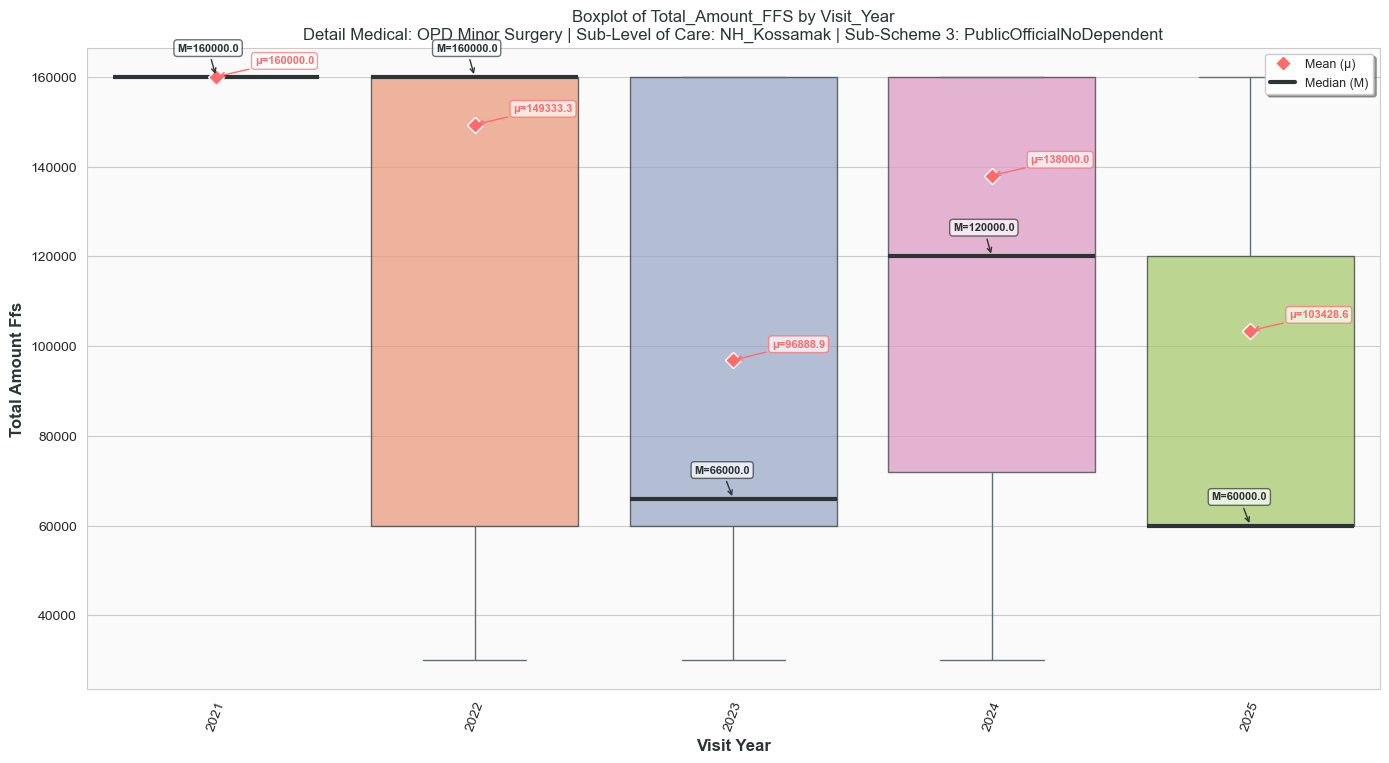 Boxplot of Total_Amount_FFS by Visit_Year
Detail Medical: OPD Minor Surgery | Sub-Level of Care: NH_Kossamak | Sub-Scheme 3: PublicOfficialNoDependent
M=160000.0
μ=160000.0
M=160000.0
μ=149333.3
M=66000.0
μ=96888.9
M=120000.0
μ=138000.0
M=60000.0
μ=103428.6
Mean (μ)
Median (M)
Total Amount Ffs
160000
140000
120000
100000
80000
60000
40000
2021
2022
2023
2024
2025
Visit Year